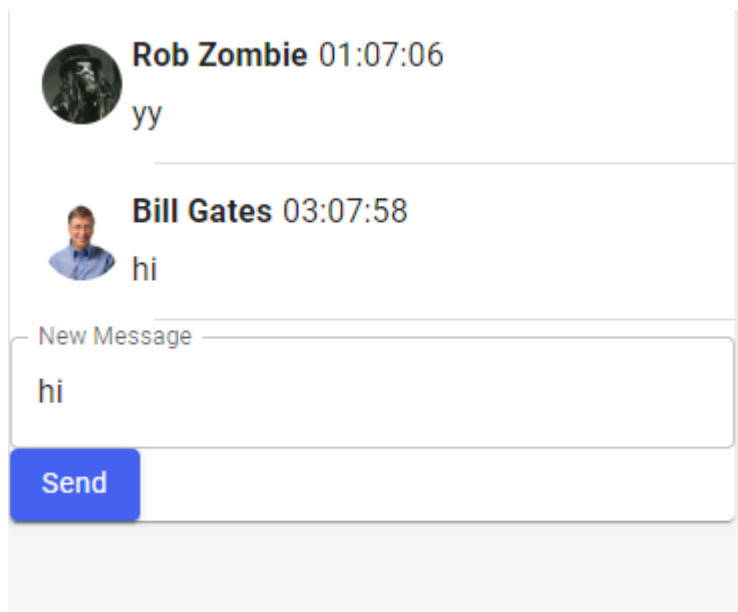 Rob Zombie 01:07:06
yy
Bill Gates 03:07:58
hi
New Message
hi
Send